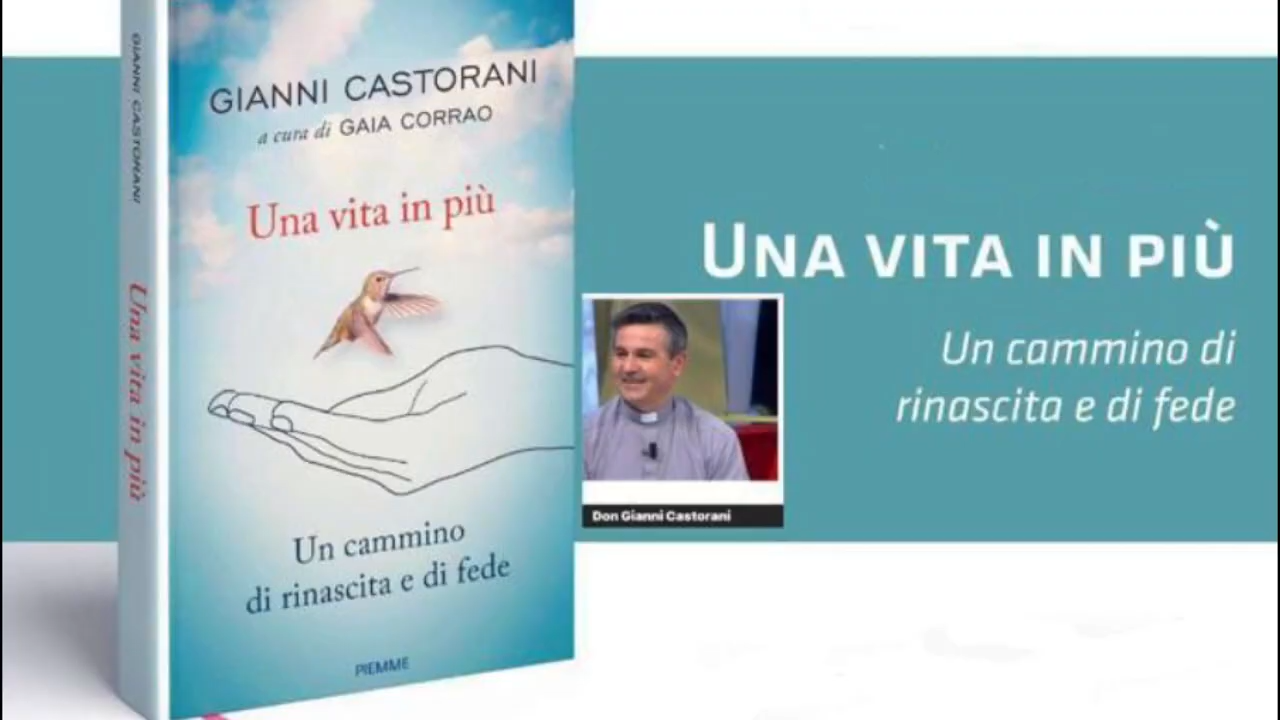 GIANNI CASTORANI
Una vita in più
GIANNI CASTORANI
a cura di GAIA CORRAO
Una vita in più
Un cammino
di rinascita e di fede
PIEMME
UNA VITA IN PIÙ
Un cammino di
rinascita e di fede
Don Gianni Castorani